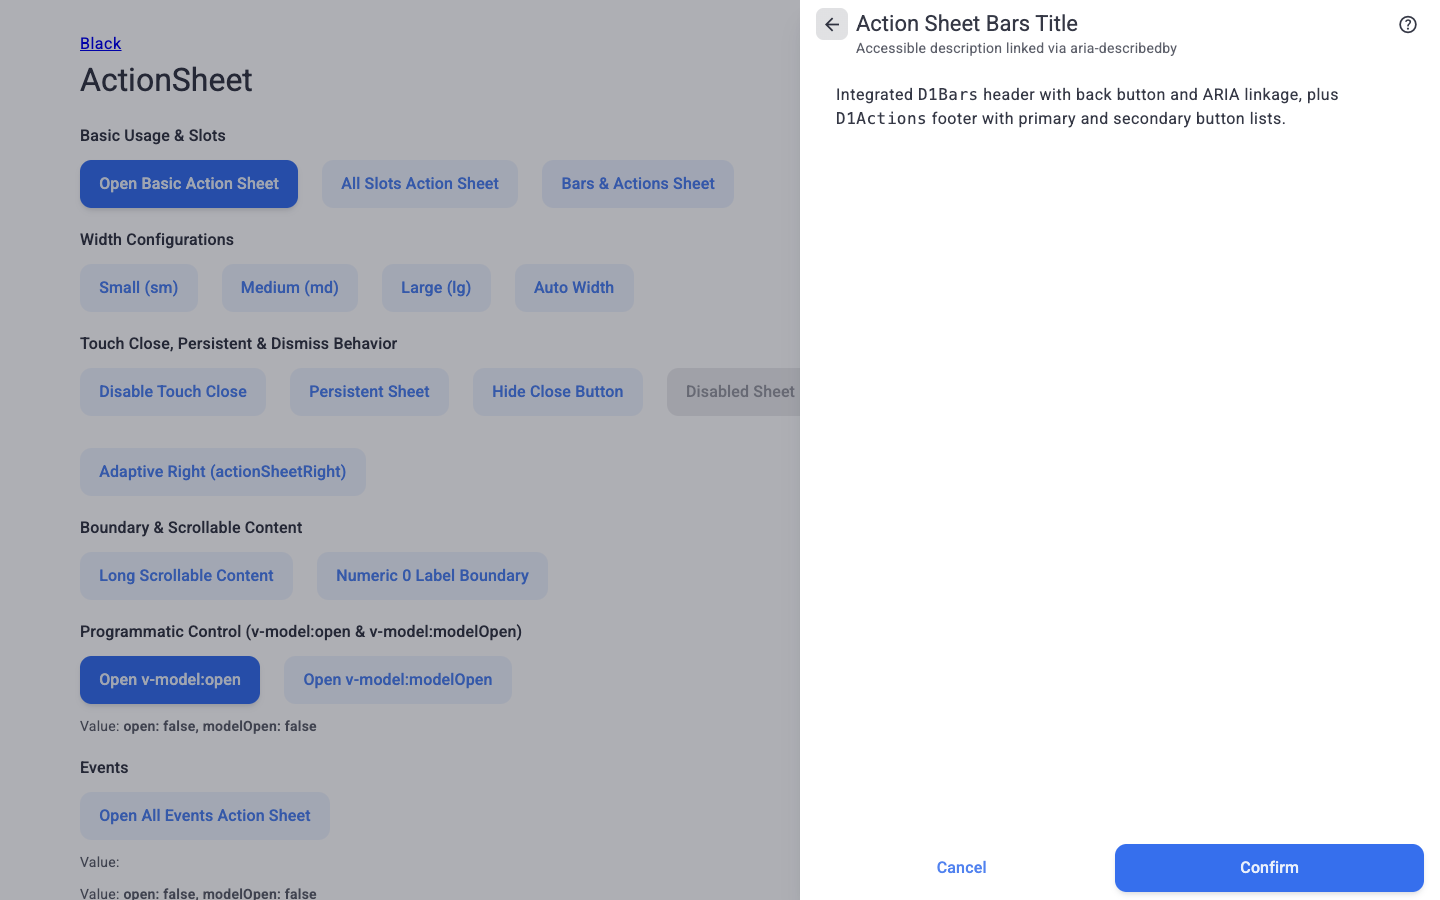 Black
ActionSheet
Basic Usage & Slots
Open Basic Action Sheet
All Slots Action Sheet
Bars & Actions Sheet
Width Configurations
Small (sm)
Medium (md)
Large (lg)
Auto Width
Touch Close, Persistent & Dismiss Behavior
Disable Touch Close
Persistent Sheet
Hide Close Button
Disabled Sheet
Adaptive Right (actionSheetRight)
Boundary & Scrollable Content
Long Scrollable Content
Numeric 0 Label Boundary
Programmatic Control (v-model:open & v-model:modelOpen)
Open v-model:open
Open v-model:modelOpen
Value: open: false, modelOpen: false
Events
Open All Events Action Sheet
Value:
Value: open: false, modelOpen: false
Action Sheet Bars Title
Accessible description linked via aria-describedby
Integrated D1Bars header with back button and ARIA linkage, plus
D1Actions footer with primary and secondary button lists.
Cancel
Confirm